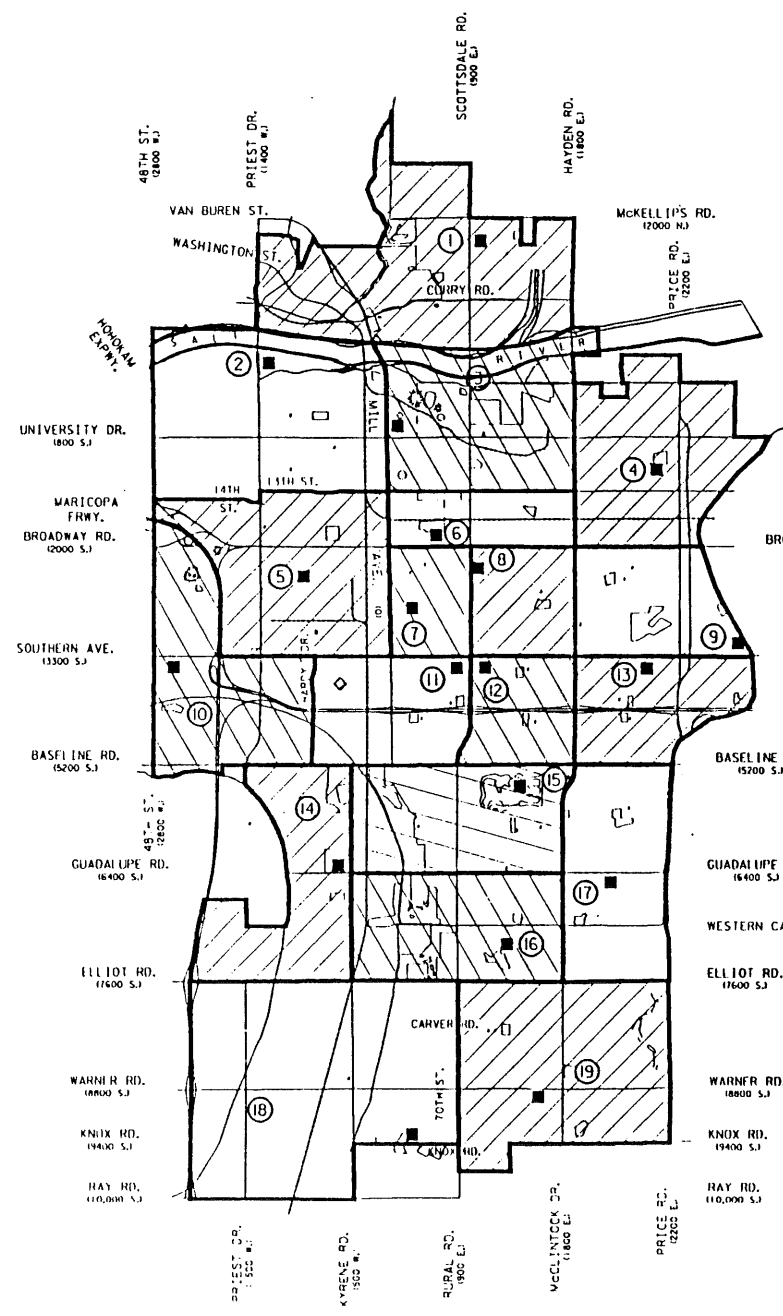 SCOTTSDALE RD.
(900 E.)
48TH ST.
(2800 W.)
PRIEST DR.
(1400 W.)
HAYDEN RD.
(1800 E.)
VAN BUREN ST.
WASHINGTON ST.
McKELLIPS RD.
(2000 N.)
PRICE RD.
(2200 E.)
1
CURRY RD.
HOHOKAM
EXPWY.
SALT
RIVER
2
3
MILL
UNIVERSITY DR.
(800 S.)
4
13TH ST.
14TH
ST.
MARICOPA
FRWY.
BROADWAY RD.
(2000 S.)
6
BRO
AVE.
5
8
7
SOUTHERN AVE.
(3300 S.)
9
DR.
10
11
12
13
BASELINE RD.
(5200 S.)
BASELINE
(5200 S.)
15
48TH ST.
(2800 W.)
14
GUADALUPE RD.
(6400 S.)
GUADALUPE
(6400 S.)
17
WESTERN CA
16
ELLIOT RD.
(7600 S.)
ELLIOT RD.
(7600 S.)
CARVER RD.
WARNER RD.
(8800 S.)
70TH ST.
19
WARNER RD.
(8800 S.)
18
KNOX RD.
(9400 S.)
KNOX RD.
KNOX RD.
(9400 S.)
RAY RD.
(10,000 S.)
RAY RD.
(10,000 S.)
PRIEST DR.
(1500 W.)
KYRENE RD.
(500 W.)
RURAL RD.
(900 E.)
McCLINTOCK DR.
(1800 E.)
PRICE RD.
(2200 E.)